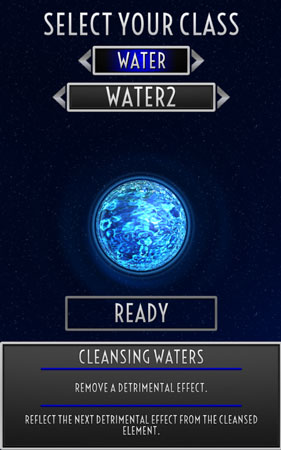 SELECT YOUR CLASS
WATER
WATER2
READY
CLEANSING WATERS
REMOVE A DETRIMENTAL EFFECT.
REFLECT THE NEXT DETRIMENTAL EFFECT FROM THE CLEANSED
ELEMENT.